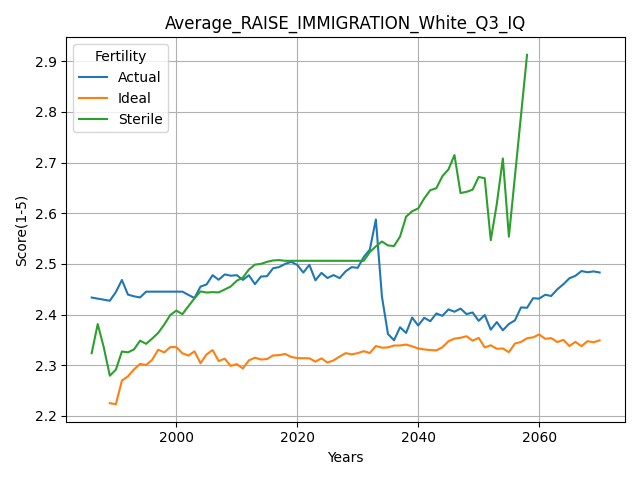 Average_RAISE_IMMIGRATION_White_Q3_IQ
Fertility
Actual
Ideal
Sterile
Score(1-5)
2.9
2.8
2.7
2.6
2.5
2.4
2.3
2.2
2000
2020
2040
2060
Years